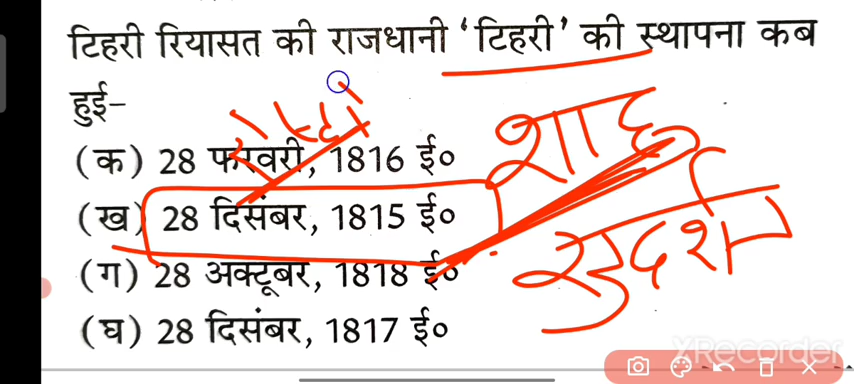 टिहरी रियासत की राजधानी 'टिहरी' की स्थापना कब
हुई-
(क) 28 फरवरी, 1816 ई०
(ख) 28 दिसंबर, 1815 ई०
(ग) 28 अक्टूबर, 1818 ई०
(घ) 28 दिसंबर, 1817 ई०
शाह
सुदर्शन
XRecorder